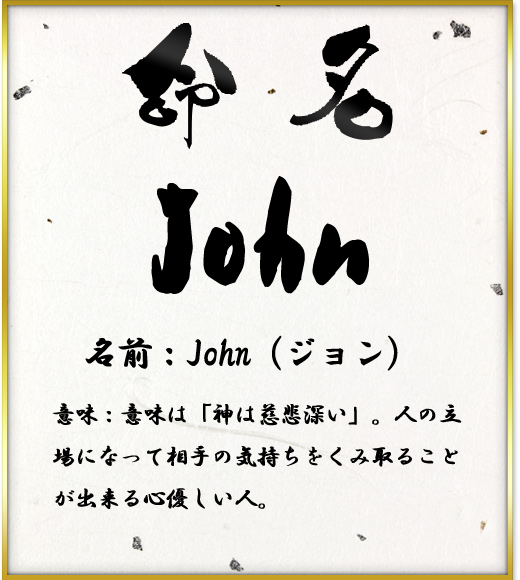 命名
John
名前：John（ジョン）
意味：意味は「神は慈悲深い」。人の立
場になって相手の気持ちをくみ取ること
が出来る心優しい人。